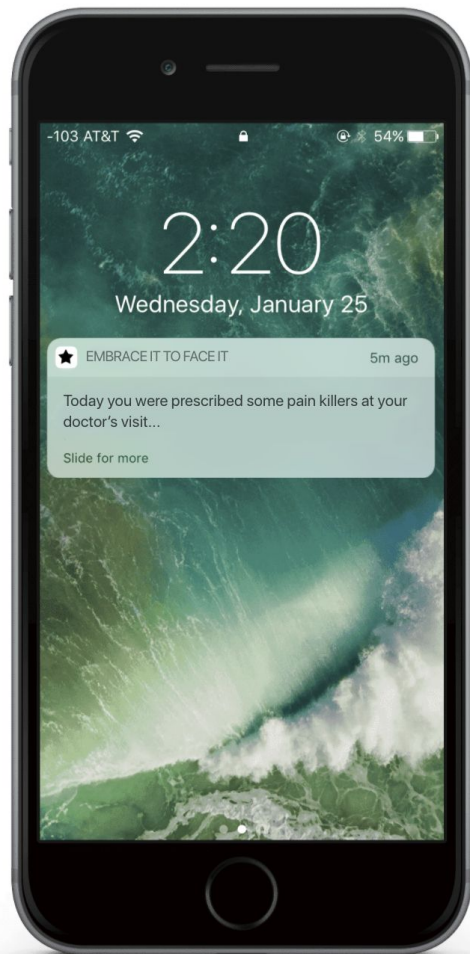 -103 AT&T 54%
2:20
Wednesday, January 25
EMBRACE IT TO FACE IT 5m ago
Today you were prescribed some pain killers at your
doctor's visit...
Slide for more